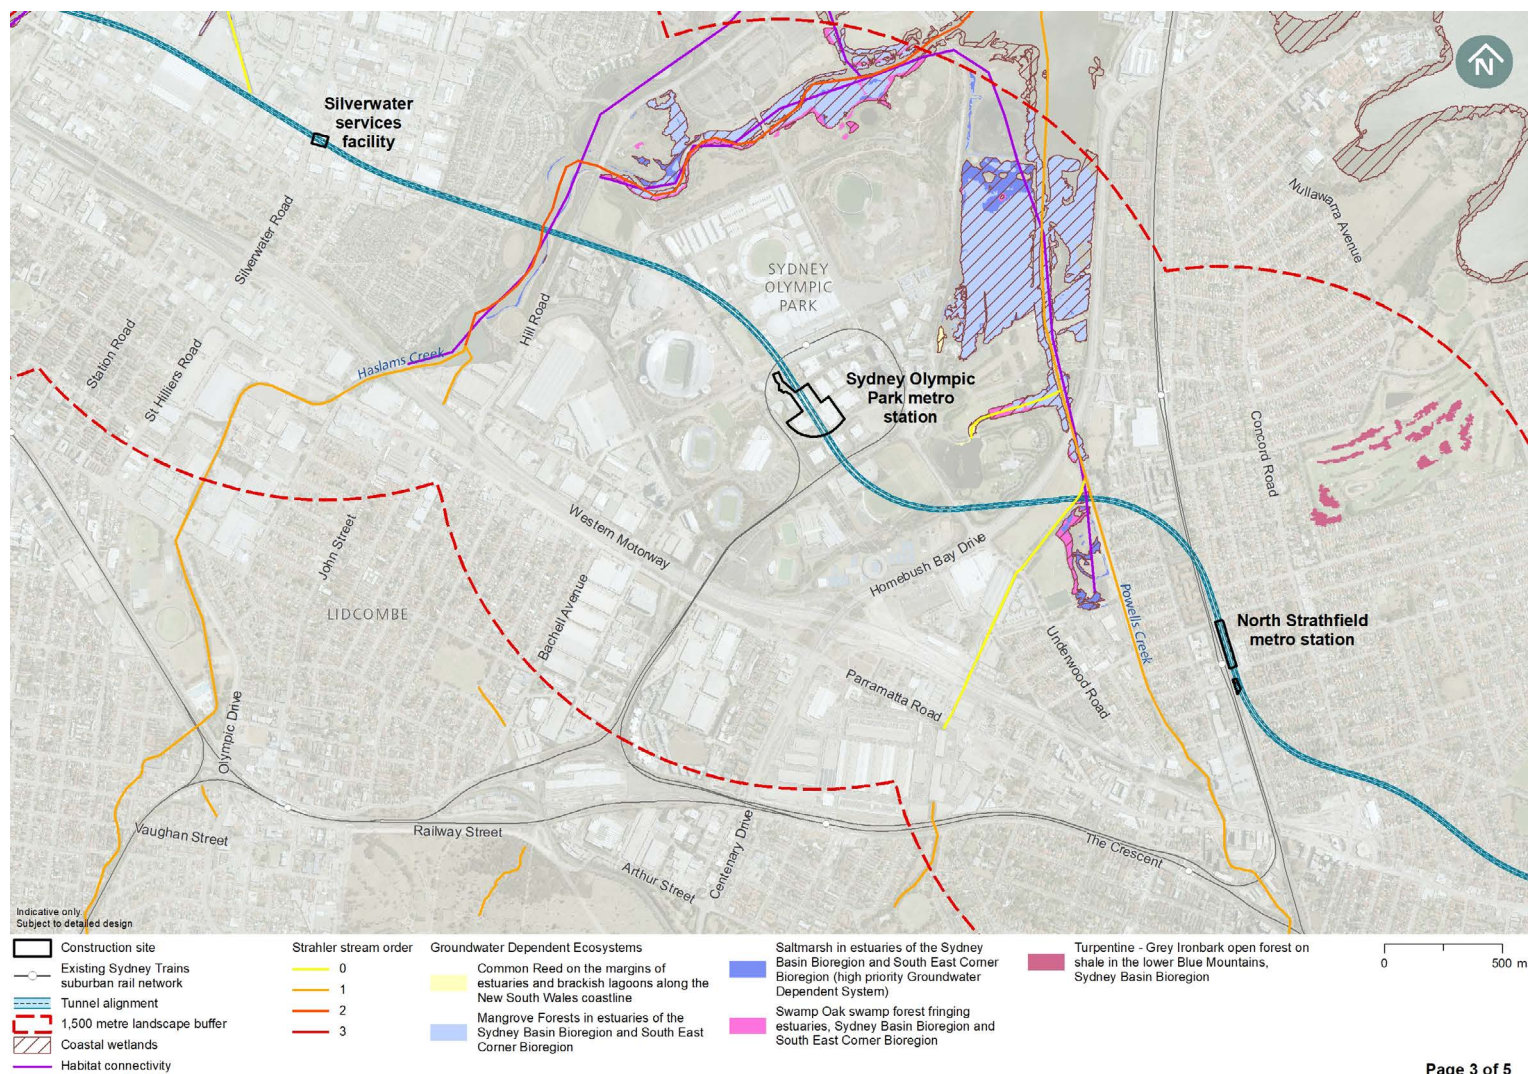 N
Silverwater
services
facility
Silverwater Road
Nullawarra Avenue
SYDNEY
OLYMPIC
PARK
Hill Road
Station Road
St Hilliers Road
Haslams Creek
Sydney Olympic
Park metro
station
Concord Road
Western Motorway
John Street
Homebush Bay Drive
LIDCOMBE
Bachell Avenue
Powells Creek
North Strathfield
metro station
Underwood Road
Parramatta Road
Olympic Drive
Vaughan Street
Railway Street
Centenary Drive
Arthur Street
The Crescent
Indicative only.
Subject to detailed design
Construction site
Existing Sydney Trains
suburban rail network
Tunnel alignment
1,500 metre landscape buffer
Coastal wetlands
Habitat connectivity
Strahler stream order
0
1
2
3
Groundwater Dependent Ecosystems
Common Reed on the margins of
estuaries and brackish lagoons along the
New South Wales coastline
Mangrove Forests in estuaries of the
Sydney Basin Bioregion and South East
Corner Bioregion
Saltmarsh in estuaries of the Sydney
Basin Bioregion and South East Corner
Bioregion (high priority Groundwater
Dependent System)
Swamp Oak swamp forest fringing
estuaries, Sydney Basin Bioregion and
South East Corner Bioregion
Turpentine - Grey Ironbark open forest on
shale in the lower Blue Mountains,
Sydney Basin Bioregion
0 500 m
Page 3 of 5